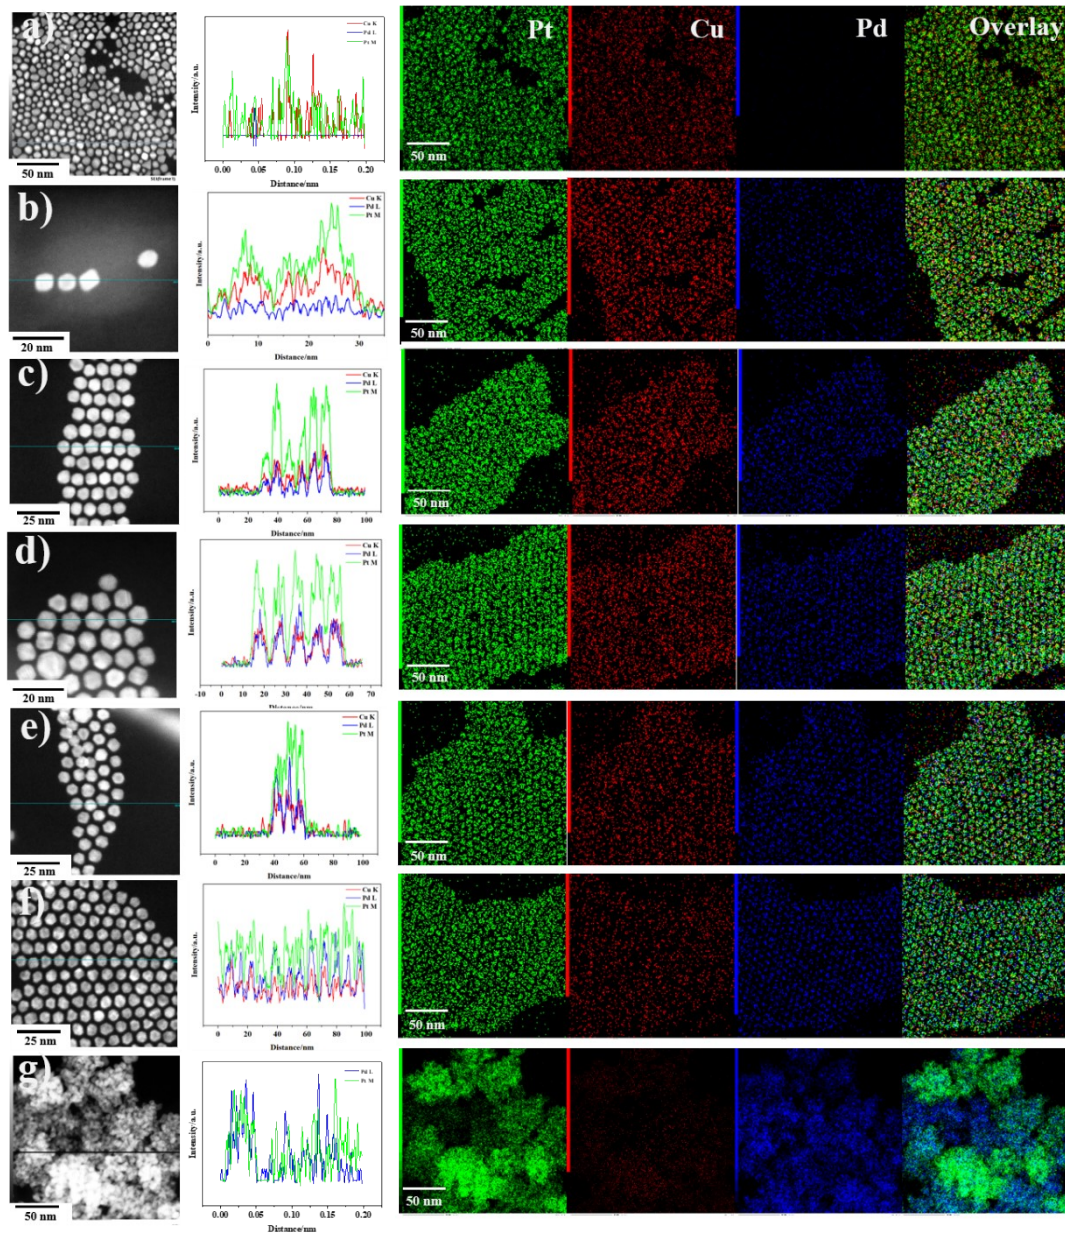 a)
50 nm
Cu K
Pd L
Pt M
Intensity/a.u.
0.00 0.05 0.10 0.15 0.20
Distance/nm
Pt Cu Pd Overlay
50 nm
b)
20 nm
Cu K
Pd L
Pt M
Intensity/a.u.
0 10 20 30
Distance/nm
50 nm
c)
25 nm
Cu K
Pd L
Pt M
Intensity/a.u.
0 20 40 60 80 100
Distance/nm
50 nm
d)
20 nm
Cu K
Pd L
Pt M
Intensity/a.u.
-10 0 10 20 30 40 50 60 70
50 nm
e)
25 nm
Cu K
Pd L
Pt M
Intensity/a.u.
0 20 40 60 80 100
Distance/nm
50 nm
f)
25 nm
Cu K
Pd L
Pt M
Intensity/a.u.
0 20 40 60 80 100
Distance/nm
50 nm
g)
50 nm
Pd L
Pt M
Intensity/a.u.
0.00 0.05 0.10 0.15 0.20
Distance/nm
50 nm